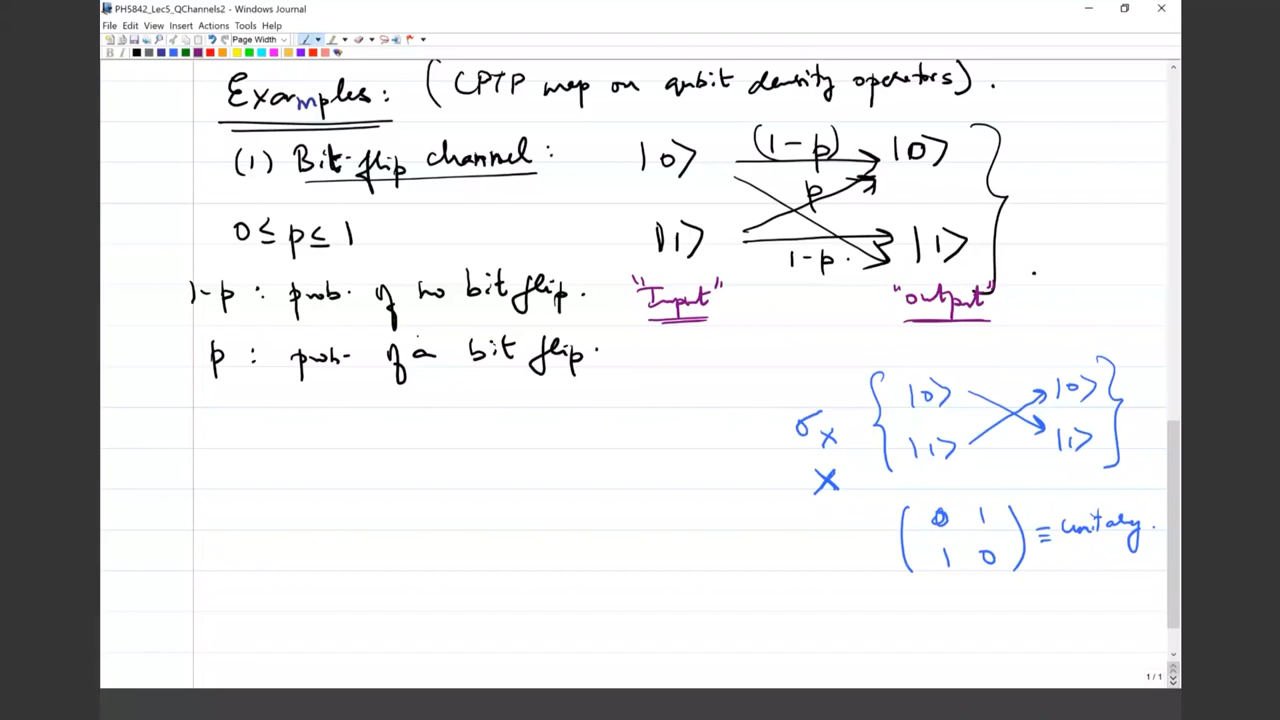 PH5842_Lec5_QChannels2 - Windows Journal
File Edit View Insert Actions Tools Help
Page Width
B I
Examples: (CPTP map on qubit density operators).
(1) Bit-flip channel: |0> (1-p) |0>
p
0 ≤ p ≤ 1 |1> 1-p. |1>
1-p : prob. of no bit flip. "Input" "output"
p : prob. of a bit flip.
σx { |0> |0> }
|1> |1>
X
( 0 1
1 0 ) ≡ unitary.
1 / 1